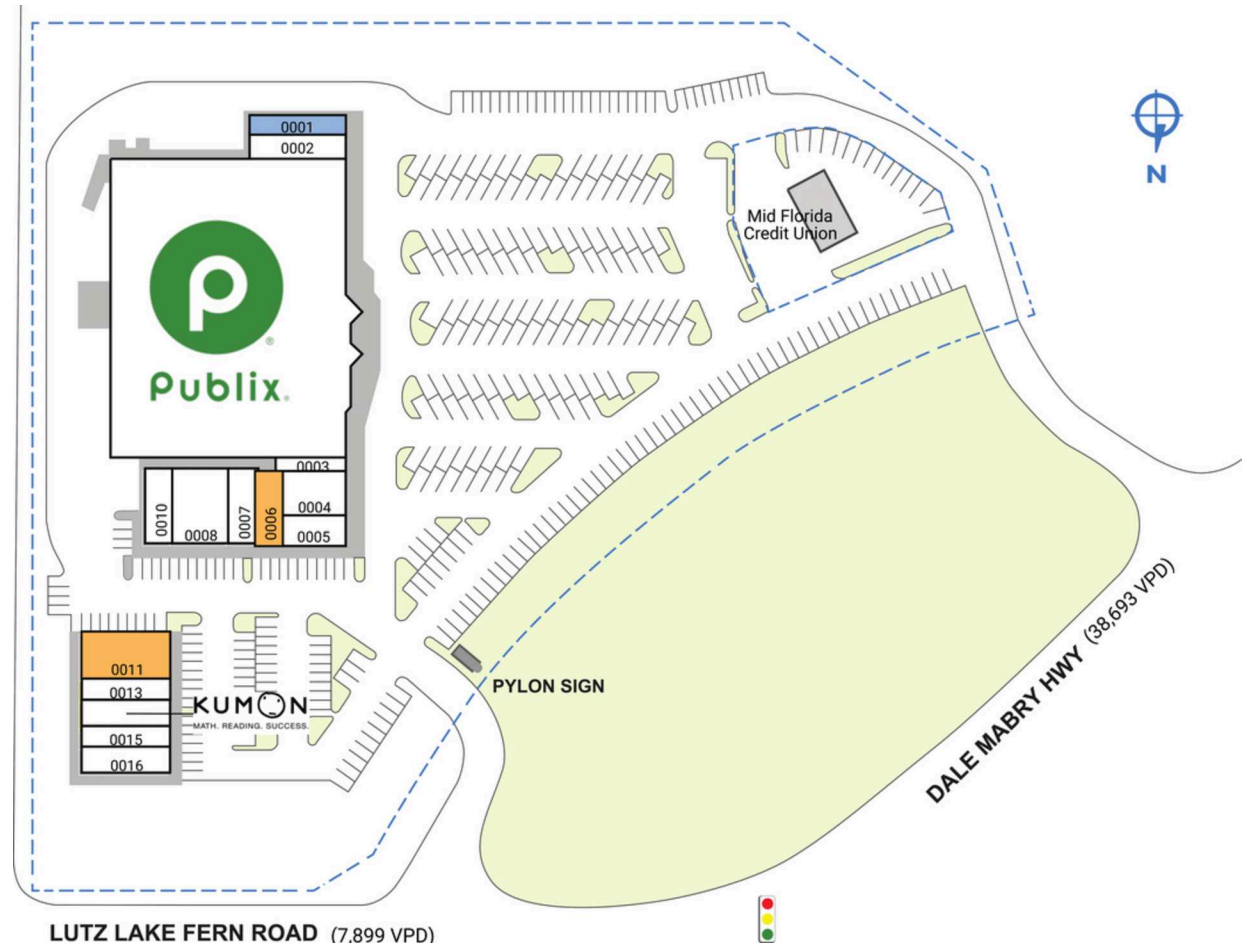 0001
0002
N
Mid Florida
Credit Union
P
®
Publix.
0003
0010
0008
0007
0006
0004
0005
0011
0013
KUMON
MATH. READING. SUCCESS.
0015
0016
PYLON SIGN
DALE MABRY HWY (38,693 VPD)
LUTZ LAKE FERN ROAD (7,899 VPD)